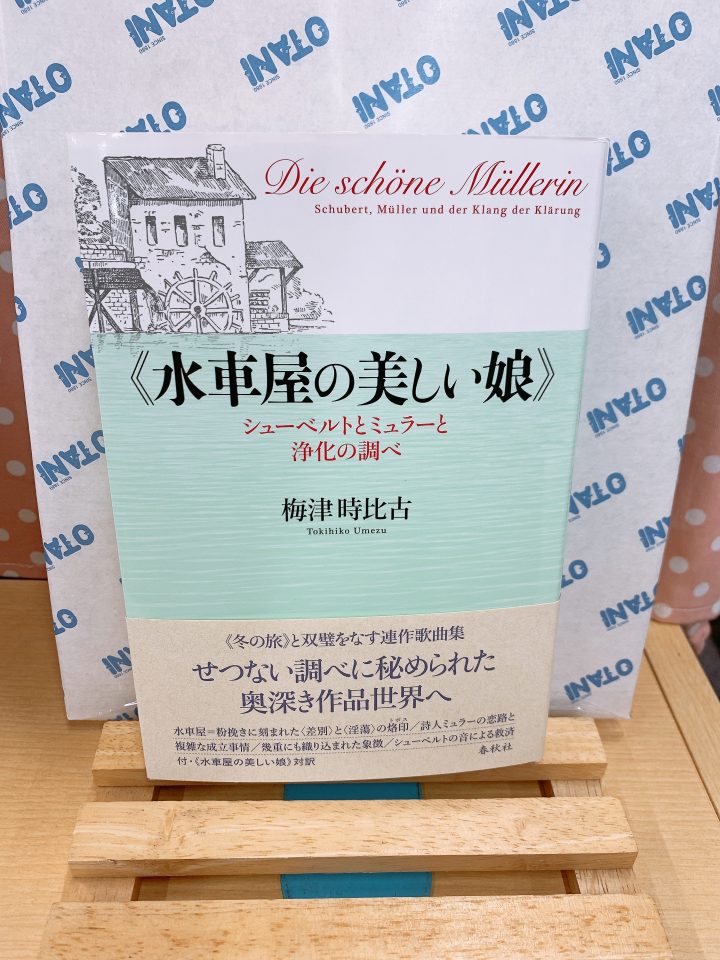 OTANI
SINCE 1890
Die schöne Müllerin
Schubert, Müller und der Klang der Klärung
《水車屋の美しい娘》
シューベルトとミュラーと
浄化の調べ
梅津時比古
Tokihiko Umezu
《冬の旅》と双璧をなす連作歌曲集
せつない調べに秘められた
奥深き作品世界へ
水車屋=粉挽きに刻まれた〈差別〉と〈淫蕩〉の烙印/詩人ミュラーの恋路と
複雑な成立事情/幾重にも織り込まれた象徴/シューベルトの音による救済
付・《水車屋の美しい娘》対訳
春秋社